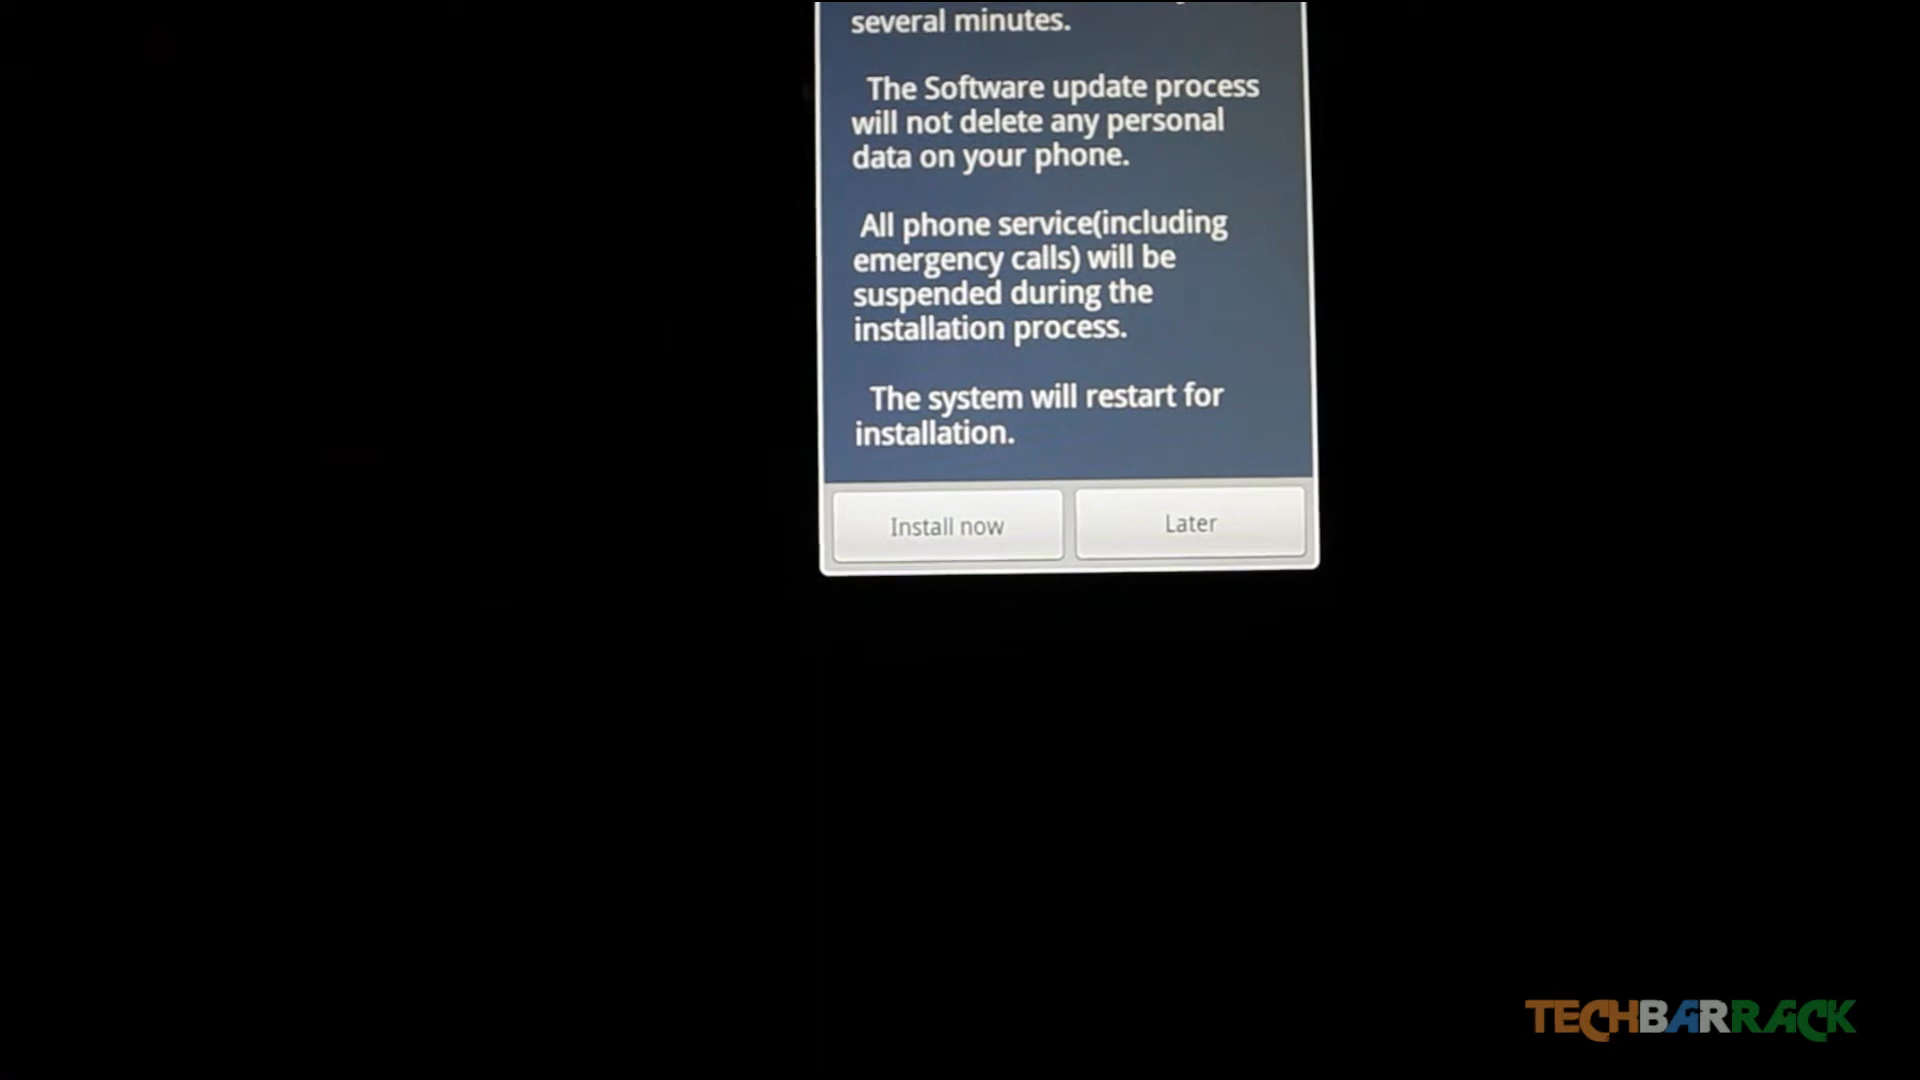 several minutes.
The Software update process
will not delete any personal
data on your phone.
All phone service(including
emergency calls) will be
suspended during the
installation process.
The system will restart for
installation.
Install now
Later
TECHBARRACK